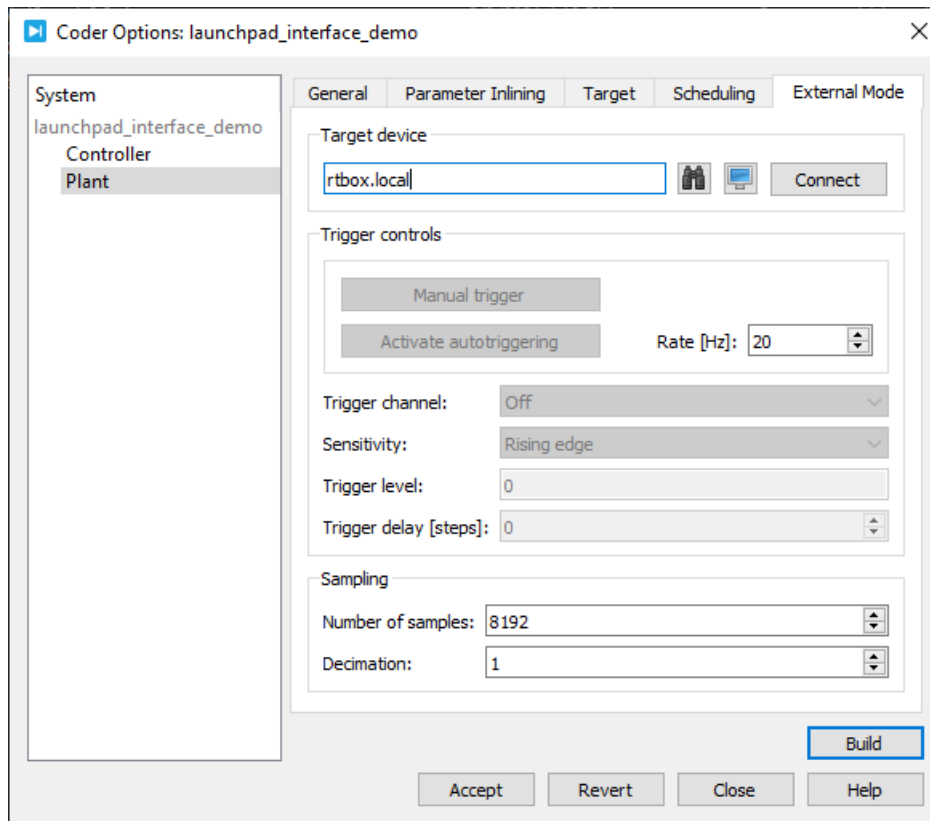 Coder Options: launchpad_interface_demo
System
launchpad_interface_demo
Controller
Plant
General Parameter Inlining Target Scheduling External Mode
Target device
rtbox.local Connect
Trigger controls
Manual trigger
Activate autotriggering Rate [Hz]: 20
Trigger channel: Off
Sensitivity: Rising edge
Trigger level: 0
Trigger delay [steps]: 0
Sampling
Number of samples: 8192
Decimation: 1
Build
Accept Revert Close Help